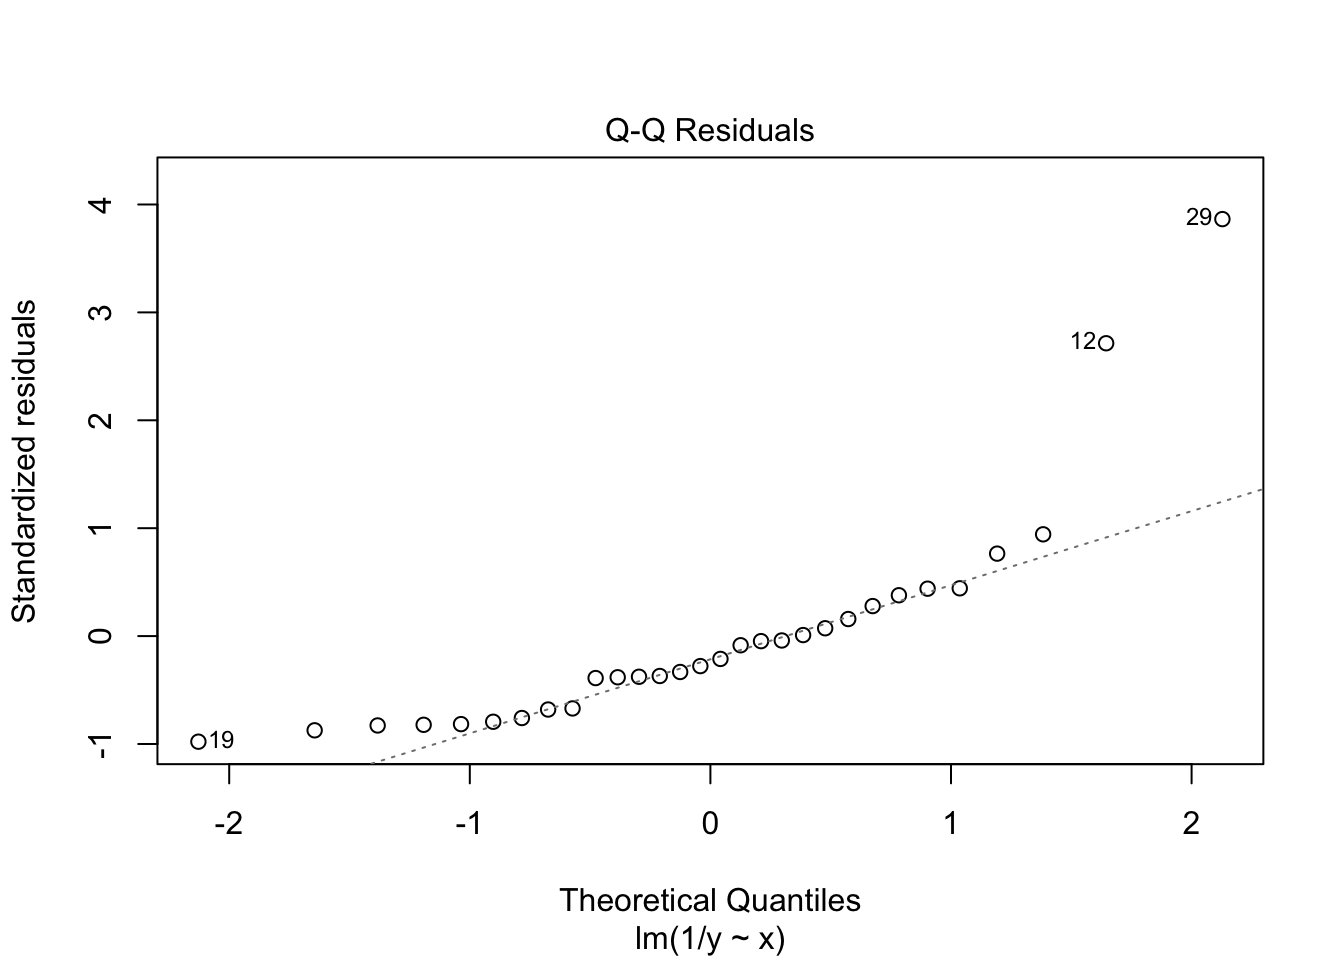 Q-Q Residuals
Standardized residuals
4
3
2
1
0
-1
29
12
19
-2 -1 0 1 2
Theoretical Quantiles
lm(1/y ~ x)